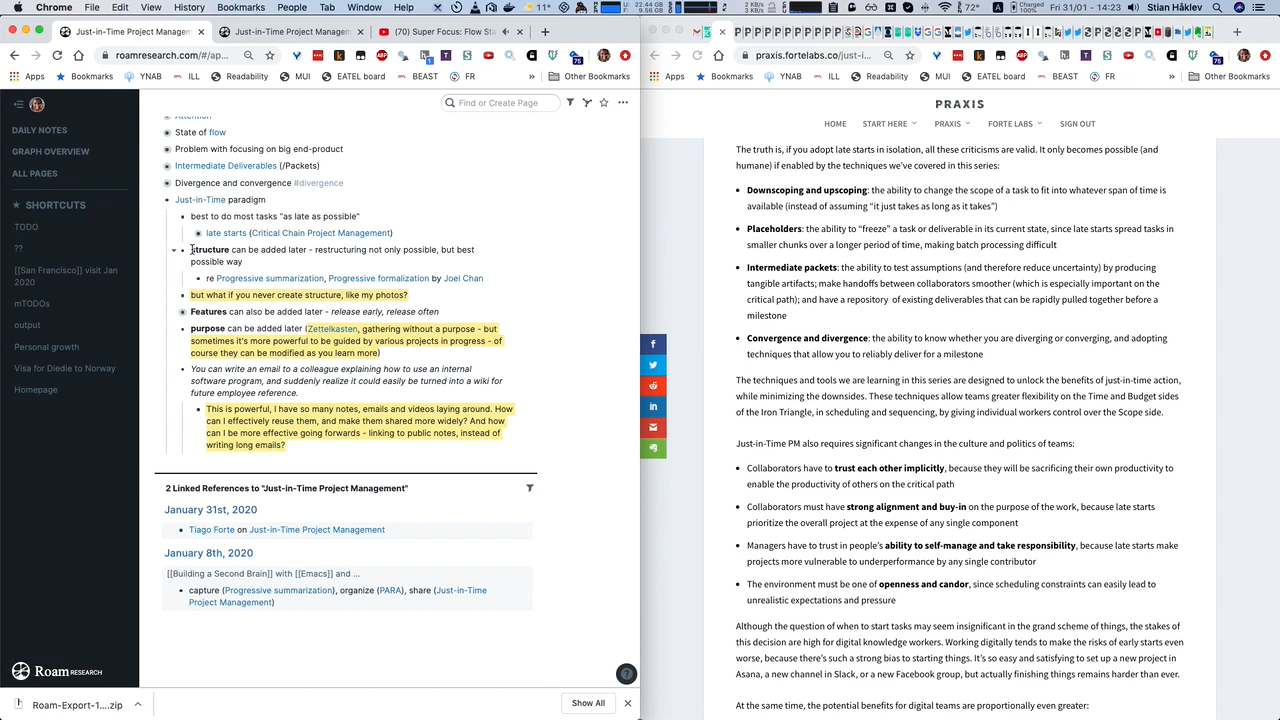 Chrome File Edit View History Bookmarks People Tab Window Help
11° U: 22.44 GB F: 9.56 GB 2 KB/s 3 KB/s 72° Charged 100% Fri 31/01 - 14:23 Stian Håklev
Just-in-Time Project Managem
Just-in-Time Project Managem
(70) Super Focus: Flow Sta
roamresearch.com/#/ap...
Apps Bookmarks YNAB ILL Readability MUI EATEL board BEAST FR » Other Bookmarks
Find or Create Page
DAILY NOTES
GRAPH OVERVIEW
ALL PAGES
SHORTCUTS
TODO
??
[[San Francisco]] visit Jan
2020
mTODOs
output
Personal growth
Visa for Diedie to Norway
Homepage
Roam RESEARCH
Attention
State of flow
Problem with focusing on big end-product
Intermediate Deliverables (/Packets)
Divergence and convergence #divergence
Just-in-Time paradigm
best to do most tasks "as late as possible"
late starts (Critical Chain Project Management)
Structure can be added later - restructuring not only possible, but best
possible way
re Progressive summarization, Progressive formalization by Joel Chan
but what if you never create structure, like my photos?
Features can also be added later - release early, release often
purpose can be added later (Zettelkasten, gathering without a purpose - but
sometimes it's more powerful to be guided by various projects in progress - of
course they can be modified as you learn more)
You can write an email to a colleague explaining how to use an internal
software program, and suddenly realize it could easily be turned into a wiki for
future employee reference.
This is powerful, I have so many notes, emails and videos laying around. How
can I effectively reuse them, and make them shared more widely? And how
can I be more effective going forwards - linking to public notes, instead of
writing long emails?
2 Linked References to "Just-in-Time Project Management"
January 31st, 2020
Tiago Forte on Just-in-Time Project Management
January 8th, 2020
[[Building a Second Brain]] with [[Emacs]] and ...
capture (Progressive summarization), organize (PARA), share (Just-in-Time
Project Management)
Roam-Export-1....zip
Show All
praxis.fortelabs.co/just-i...
Apps Bookmarks YNAB ILL Readability MUI EATEL board BEAST FR » Other Bookmarks
PRAXIS
HOME START HERE PRAXIS FORTE LABS SIGN OUT
The truth is, if you adopt late starts in isolation, all these criticisms are valid. It only becomes possible (and
humane) if enabled by the techniques we've covered in this series:
Downscoping and upscoping: the ability to change the scope of a task to fit into whatever span of time is
available (instead of assuming "it just takes as long as it takes")
Placeholders: the ability to "freeze" a task or deliverable in its current state, since late starts spread tasks in
smaller chunks over a longer period of time, making batch processing difficult
Intermediate packets: the ability to test assumptions (and therefore reduce uncertainty) by producing
tangible artifacts; make handoffs between collaborators smoother (which is especially important on the
critical path); and have a repository of existing deliverables that can be rapidly pulled together before a
milestone
Convergence and divergence: the ability to know whether you are diverging or converging, and adopting
techniques that allow you to reliably deliver for a milestone
The techniques and tools we are learning in this series are designed to unlock the benefits of just-in-time action,
while minimizing the downsides. These techniques allow teams greater flexibility on the Time and Budget sides
of the Iron Triangle, in scheduling and sequencing, by giving individual workers control over the Scope side.
Just-in-Time PM also requires significant changes in the culture and politics of teams:
Collaborators have to trust each other implicitly, because they will be sacrificing their own productivity to
enable the productivity of others on the critical path
Collaborators must have strong alignment and buy-in on the purpose of the work, because late starts
prioritize the overall project at the expense of any single component
Managers have to trust in people's ability to self-manage and take responsibility, because late starts make
projects more vulnerable to underperformance by any single contributor
The environment must be one of openness and candor, since scheduling constraints can easily lead to
unrealistic expectations and pressure
Although the question of when to start tasks may seem insignificant in the grand scheme of things, the stakes of
this decision are high for digital knowledge workers. Working digitally tends to make the risks of early starts even
worse, because there's such a strong bias to starting things. It's so easy and satisfying to set up a new project in
Asana, a new channel in Slack, or a new Facebook group, but actually finishing things remains harder than ever.
At the same time, the potential benefits for digital teams are proportionally even greater: